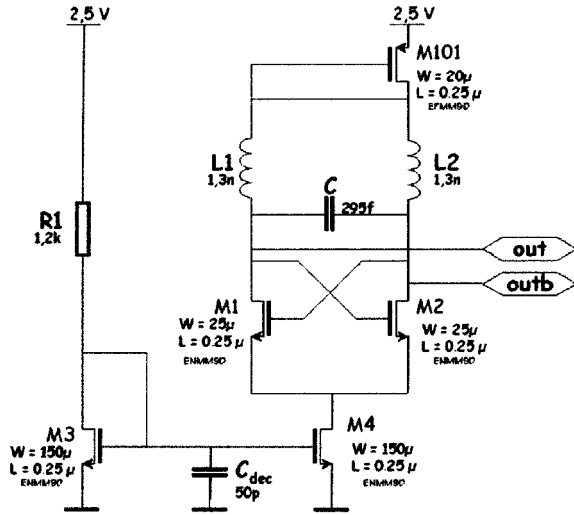 2,5 V
2,5 V
M101
W = 20µ
L = 0.25 µ
L1
1,3n
L2
1,3n
C
295f
R1
1,2k
out
outb
M1
W = 25µ
L = 0.25 µ
ENMM9D
M2
W = 25µ
L = 0.25 µ
ENMM9D
M3
W = 150µ
L = 0.25 µ
ENMM9D
M4
W = 150µ
L = 0.25 µ
ENMM9D
C dec
50p